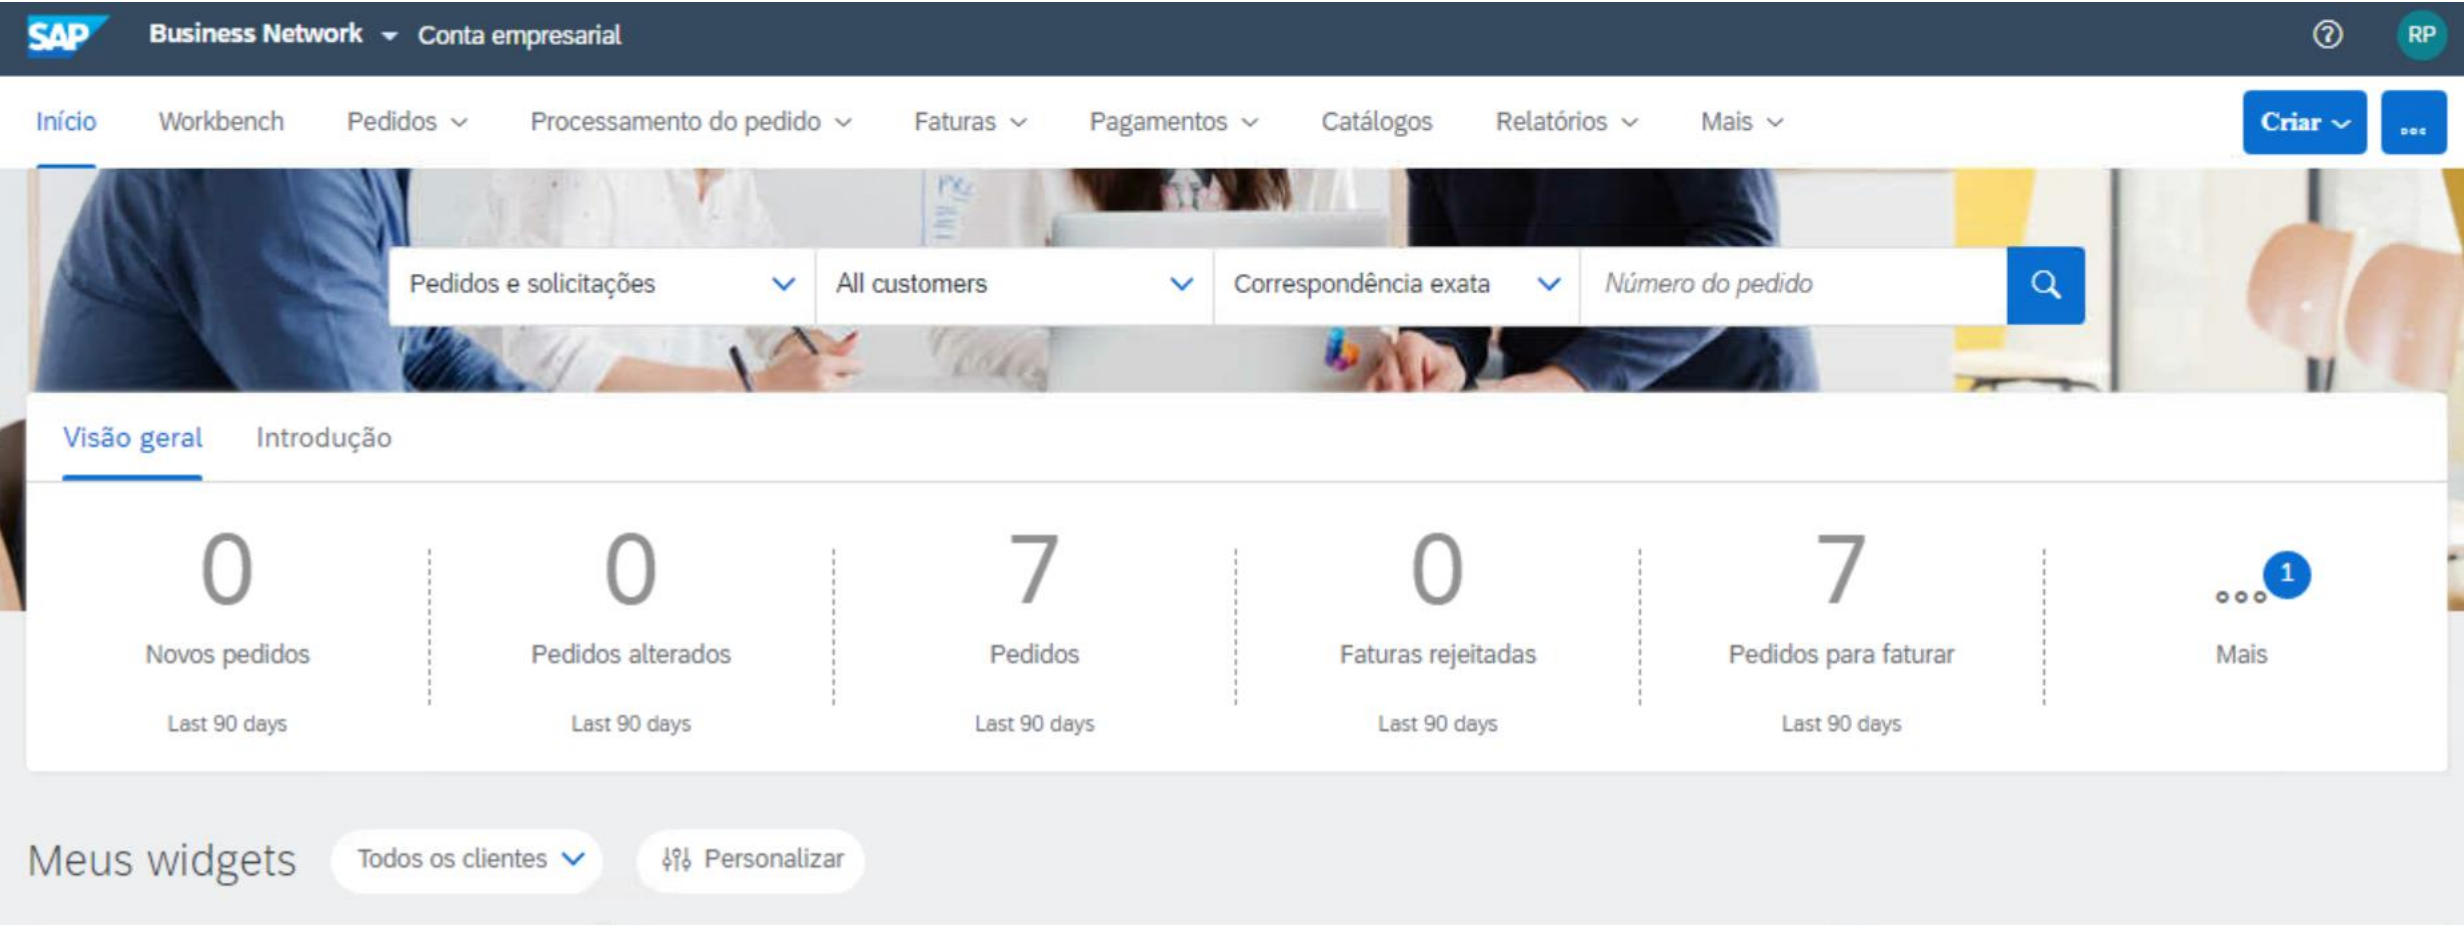 SAP Business Network Conta empresarial RP
Início Workbench Pedidos Processamento do pedido Faturas Pagamentos Catálogos Relatórios Mais Criar
Pedidos e solicitações All customers Correspondência exata Número do pedido
Visão geral Introdução
0 0 7 0 7 1
Novos pedidos Pedidos alterados Pedidos Faturas rejeitadas Pedidos para faturar Mais
Last 90 days Last 90 days Last 90 days Last 90 days Last 90 days
Meus widgets Todos os clientes Personalizar